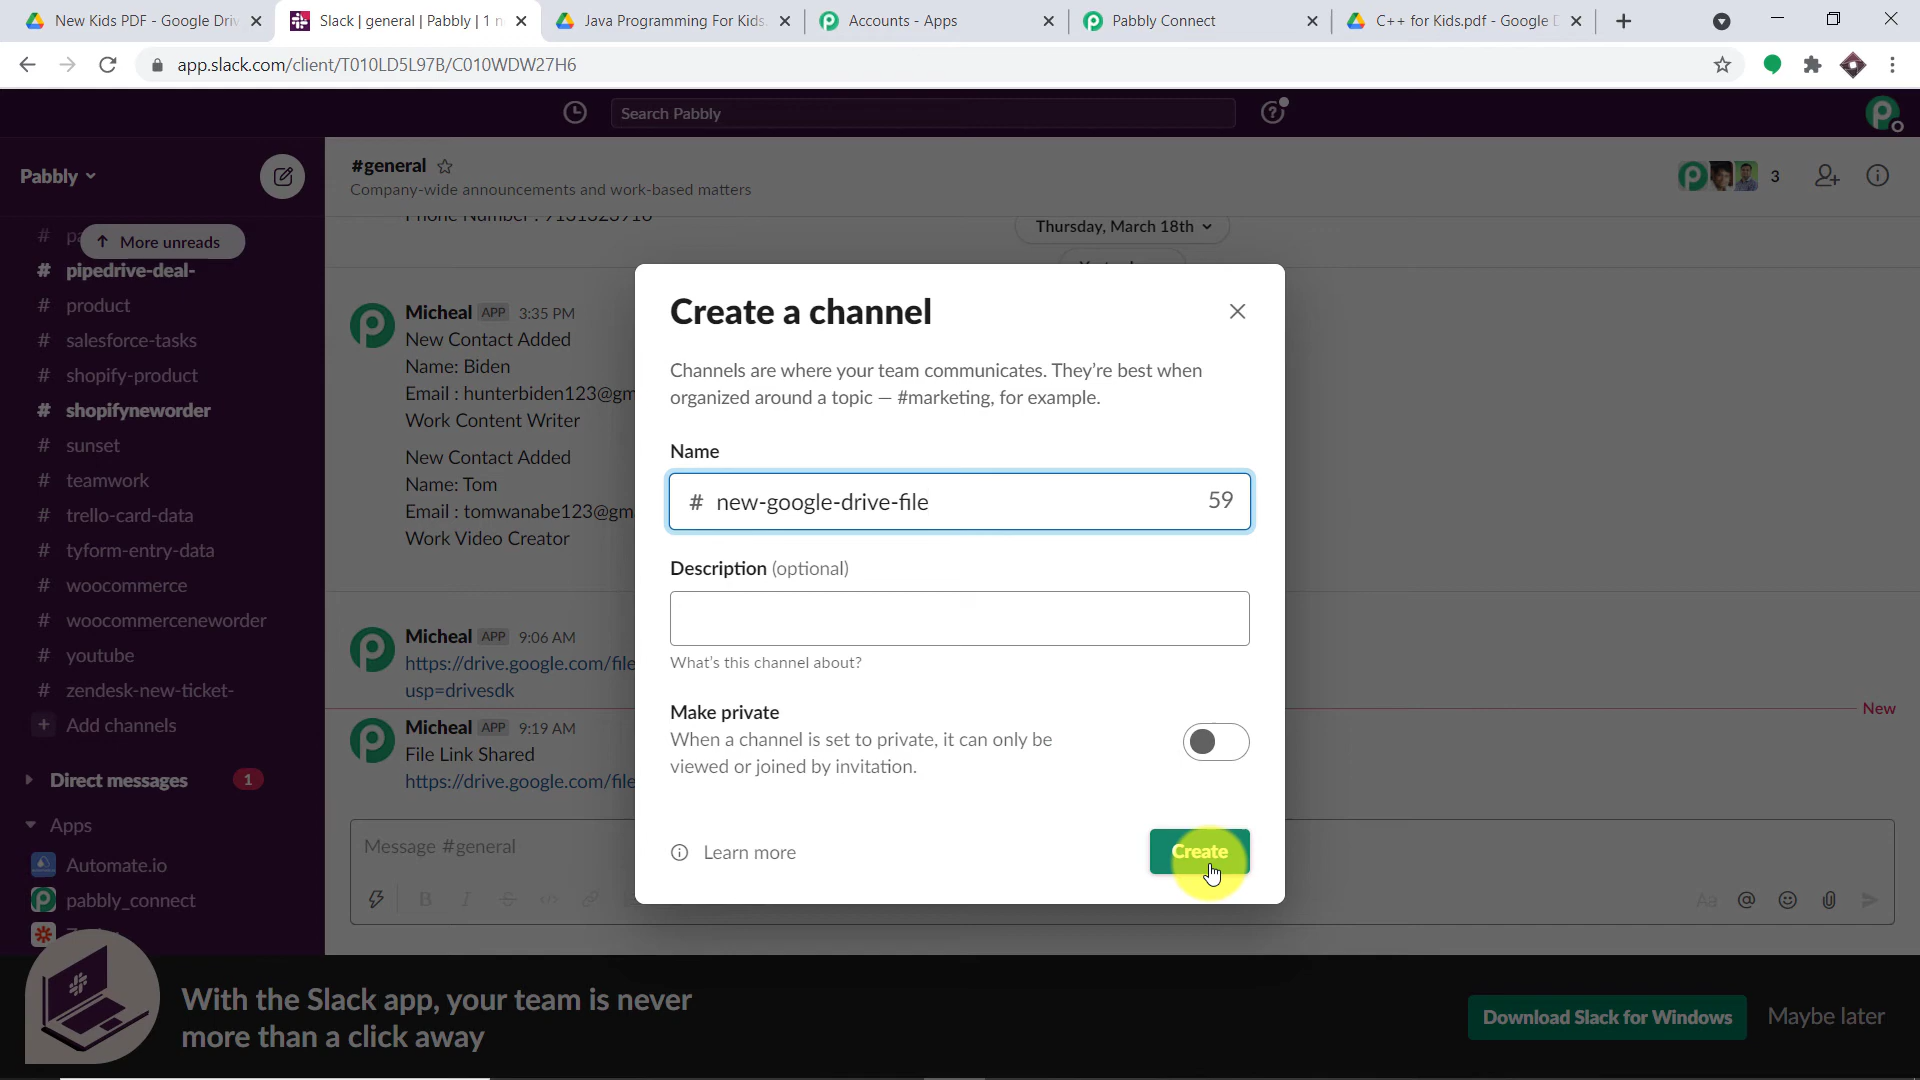 New Kids PDF - Google Driv
Slack | general | Pabbly | 1 n
Java Programming For Kids.
Accounts - Apps
Pabbly Connect
C++ for Kids.pdf - Google D
app.slack.com/client/T010LD5L97B/C010WDW27H6
Search Pabbly
Pabbly
#general
Company-wide announcements and work-based matters
3
More unreads
Phone Number : 9131323918
Thursday, March 18th
# pipedrive-deal-
# product
# salesforce-tasks
# shopify-product
# shopifyneworder
# sunset
# teamwork
# trello-card-data
# tyform-entry-data
# woocommerce
# woocommerceneworder
# youtube
# zendesk-new-ticket-
+ Add channels
Direct messages 1
Apps
Automate.io
pabbly_connect
Micheal APP 3:35 PM
New Contact Added
Name: Biden
Email : hunterbiden123@gm
Work Content Writer
New Contact Added
Name: Tom
Email : tomwanabe123@gm
Work Video Creator
Micheal APP 9:06 AM
https://drive.google.com/file
usp=drivesdk
New
Micheal APP 9:19 AM
File Link Shared
https://drive.google.com/file
Message #general
Create a channel
Channels are where your team communicates. They're best when
organized around a topic — #marketing, for example.
Name
# new-google-drive-file 59
Description (optional)
What's this channel about?
Make private
When a channel is set to private, it can only be
viewed or joined by invitation.
Learn more
Create
With the Slack app, your team is never
more than a click away
Download Slack for Windows
Maybe later